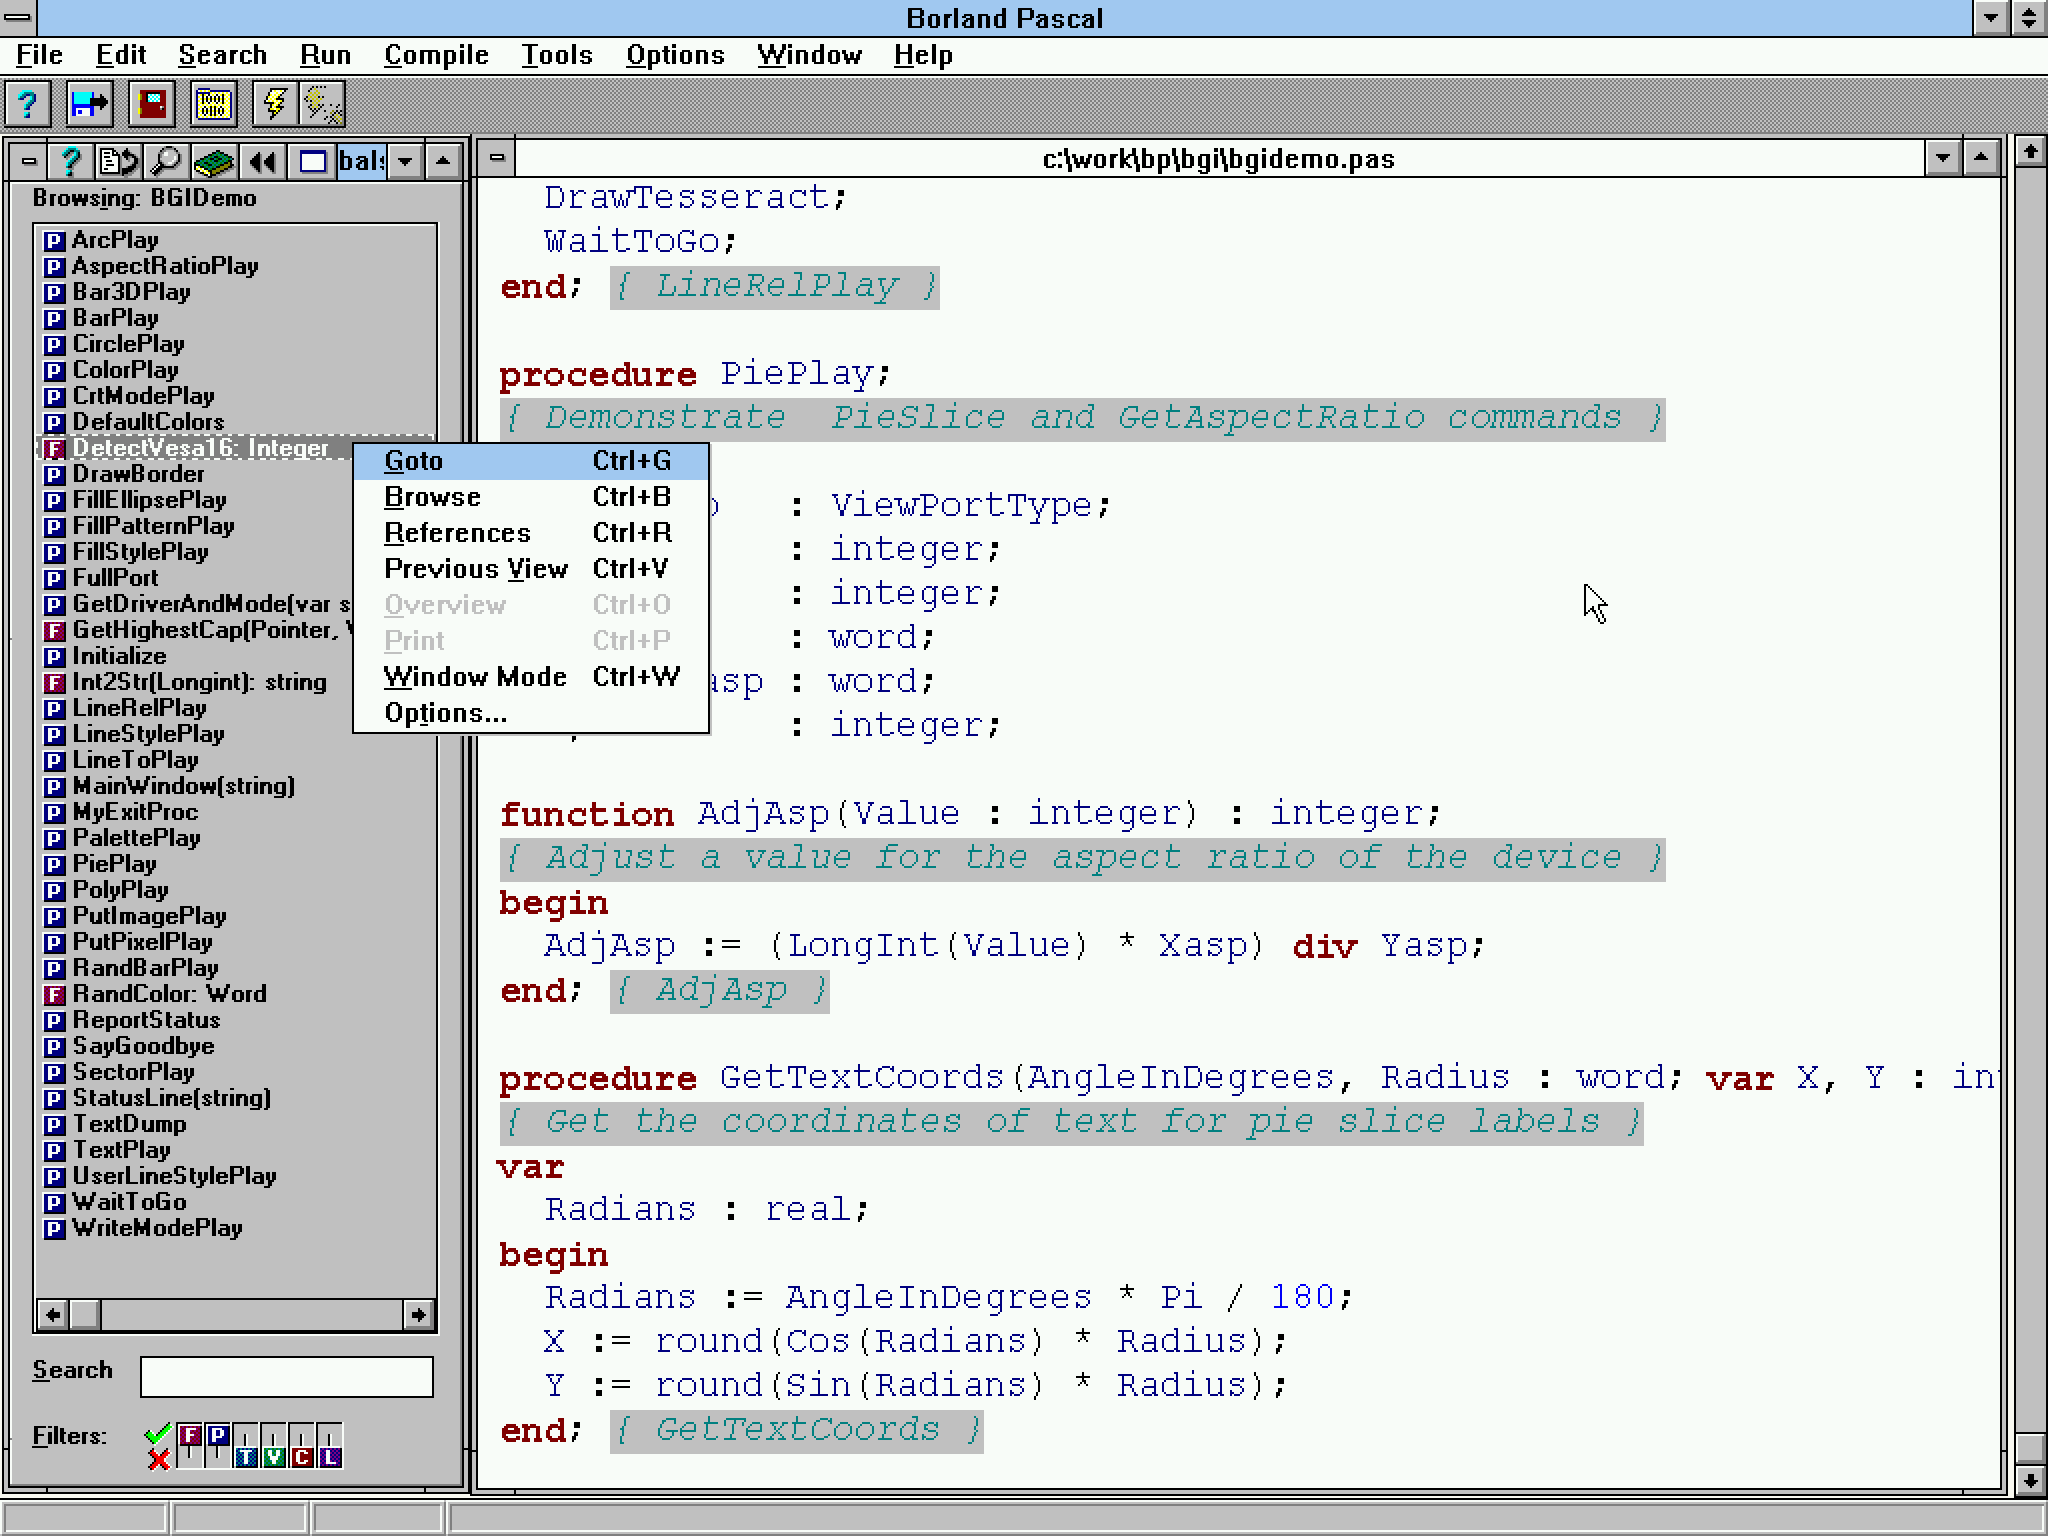 Borland Pascal
File Edit Search Run Compile Tools Options Window Help
?
Tool
? bals
Browsing: BGIDemo
P ArcPlay
P AspectRatioPlay
P Bar3DPlay
P BarPlay
P CirclePlay
P ColorPlay
P CrtModePlay
P DefaultColors
F DetectVesa16: Integer
P DrawBorder
P FillEllipsePlay
P FillPatternPlay
P FillStylePlay
P FullPort
P GetDriverAndMode(var s
F GetHighestCap(Pointer,
P Initialize
F Int2Str(Longint): string
P LineRelPlay
P LineStylePlay
P LineToPlay
P MainWindow(string)
P MyExitProc
P PalettePlay
P PiePlay
P PolyPlay
P PutImagePlay
P PutPixelPlay
P RandBarPlay
F RandColor: Word
P ReportStatus
P SayGoodbye
P SectorPlay
P StatusLine(string)
P TextDump
P TextPlay
P UserLineStylePlay
P WaitToGo
P WriteModePlay
Search
Filters: F P T V C L
Goto Ctrl+G
Browse Ctrl+B
References Ctrl+R
Previous View Ctrl+V
Overview Ctrl+O
Print Ctrl+P
Window Mode Ctrl+W
Options...
c:\work\bp\bgi\bgidemo.pas
DrawTesseract;
WaitToGo;
end; { LineRelPlay }
procedure PiePlay;
{ Demonstrate  PieSlice and GetAspectRatio commands }
: ViewPortType;
: integer;
: integer;
: word;
asp : word;
: integer;
function AdjAsp(Value : integer) : integer;
{ Adjust a value for the aspect ratio of the device }
begin
AdjAsp := (LongInt(Value) * Xasp) div Yasp;
end; { AdjAsp }
procedure GetTextCoords(AngleInDegrees, Radius : word; var X, Y : in
{ Get the coordinates of text for pie slice labels }
var
Radians : real;
begin
Radians := AngleInDegrees * Pi / 180;
X := round(Cos(Radians) * Radius);
Y := round(Sin(Radians) * Radius);
end; { GetTextCoords }